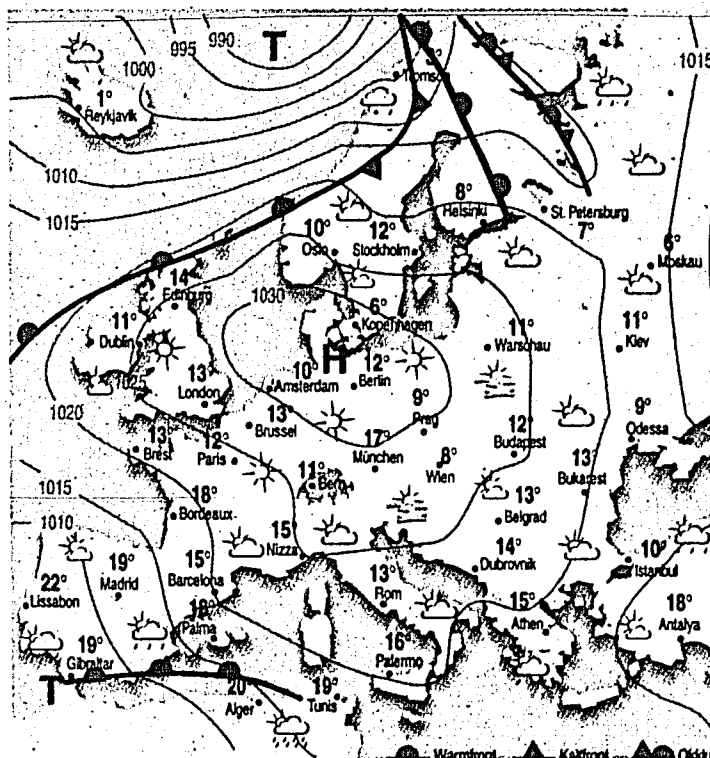 995
990
T
1015
1000
Tromsø
1°
Reykjavik
1010
1015
8°
Helsinki
St. Petersburg
7°
10°
Oslo
12°
Stockholm
6°
Moskau
14
Edinburg
1030
6°
Kopenhagen
11°
Dublin
H
11°
Warschau
11°
Kiev
1025
10°
Amsterdam
12°
Berlin
13°
London
1020
13°
Brüssel
9°
Prag
9°
Odessa
13°
Brest
12°
Paris
17°
München
8°
Wien
12°
Budapest
13°
Bukarest
11°
Bern
1015
1010
18°
Bordeaux
13°
Belgrad
15
Nizza
14°
Dubrovnik
10°
Istanbul
19°
Madrid
15°
Barcelona
13°
Rom
22°
Lissabon
15°
Athen
18°
Antalya
18°
Palma
19°
Gibraltar
16°
Palermo
T
20
Alger
19°
Tunis
Warmfront
Kaltfront